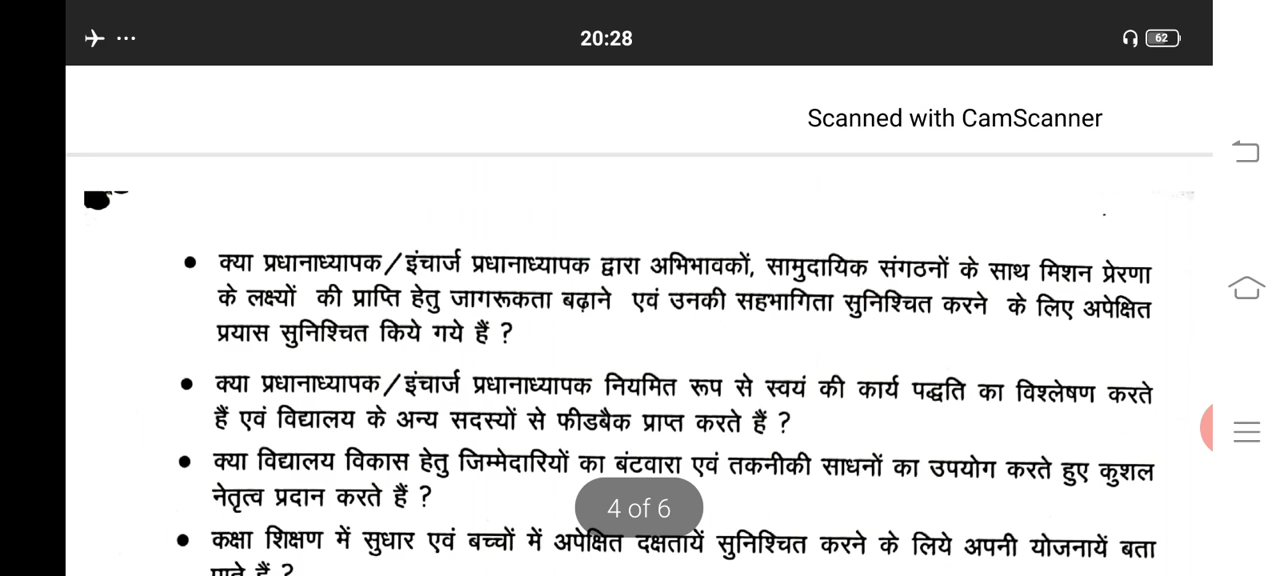 20:28
62
Scanned with CamScanner
• क्या प्रधानाध्यापक/इंचार्ज प्रधानाध्यापक द्वारा अभिभावकों, सामुदायिक संगठनों के साथ मिशन प्रेरणा
के लक्ष्यों की प्राप्ति हेतु जागरूकता बढ़ाने एवं उनकी सहभागिता सुनिश्चित करने के लिए अपेक्षित
प्रयास सुनिश्चित किये गये हैं ?
• क्या प्रधानाध्यापक/इंचार्ज प्रधानाध्यापक नियमित रूप से स्वयं की कार्य पद्धति का विश्लेषण करते
हैं एवं विद्यालय के अन्य सदस्यों से फीडबैक प्राप्त करते हैं ?
• क्या विद्यालय विकास हेतु जिम्मेदारियों का बंटवारा एवं तकनीकी साधनों का उपयोग करते हुए कुशल
नेतृत्व प्रदान करते हैं ?
4 of 6
• कक्षा शिक्षण में सुधार एवं बच्चों में अपेक्षित दक्षतायें सुनिश्चित करने के लिये अपनी योजनायें बता
पाते हैं ?